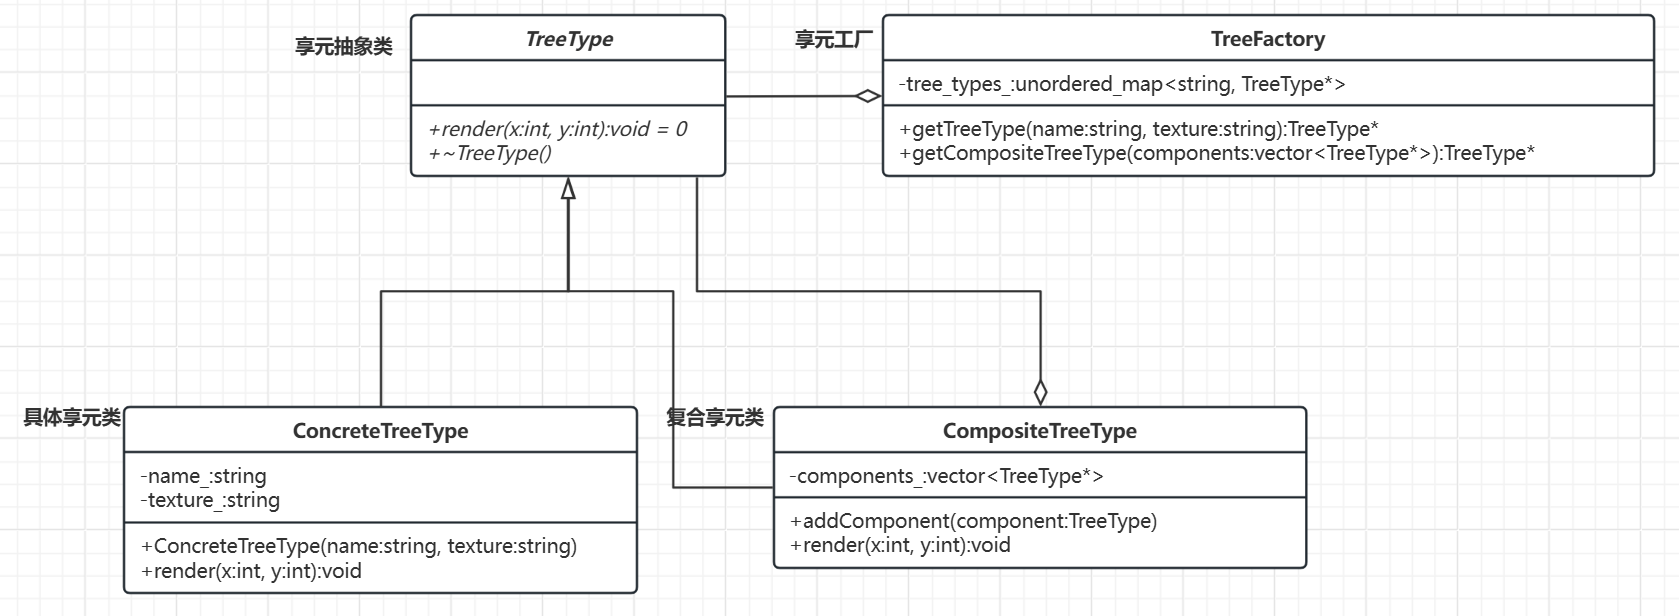 享元抽象类
TreeType
+render(x:int, y:int):void = 0
+~TreeType()
享元工厂
TreeFactory
-tree_types_:unordered_map<string, TreeType*>
+getTreeType(name:string, texture:string):TreeType*
+getCompositeTreeType(components:vector<TreeType*>):TreeType*
具体享元类
ConcreteTreeType
-name_:string
-texture_:string
+ConcreteTreeType(name:string, texture:string)
+render(x:int, y:int):void
复合享元类
CompositeTreeType
-components_:vector<TreeType*>
+addComponent(component:TreeType)
+render(x:int, y:int):void